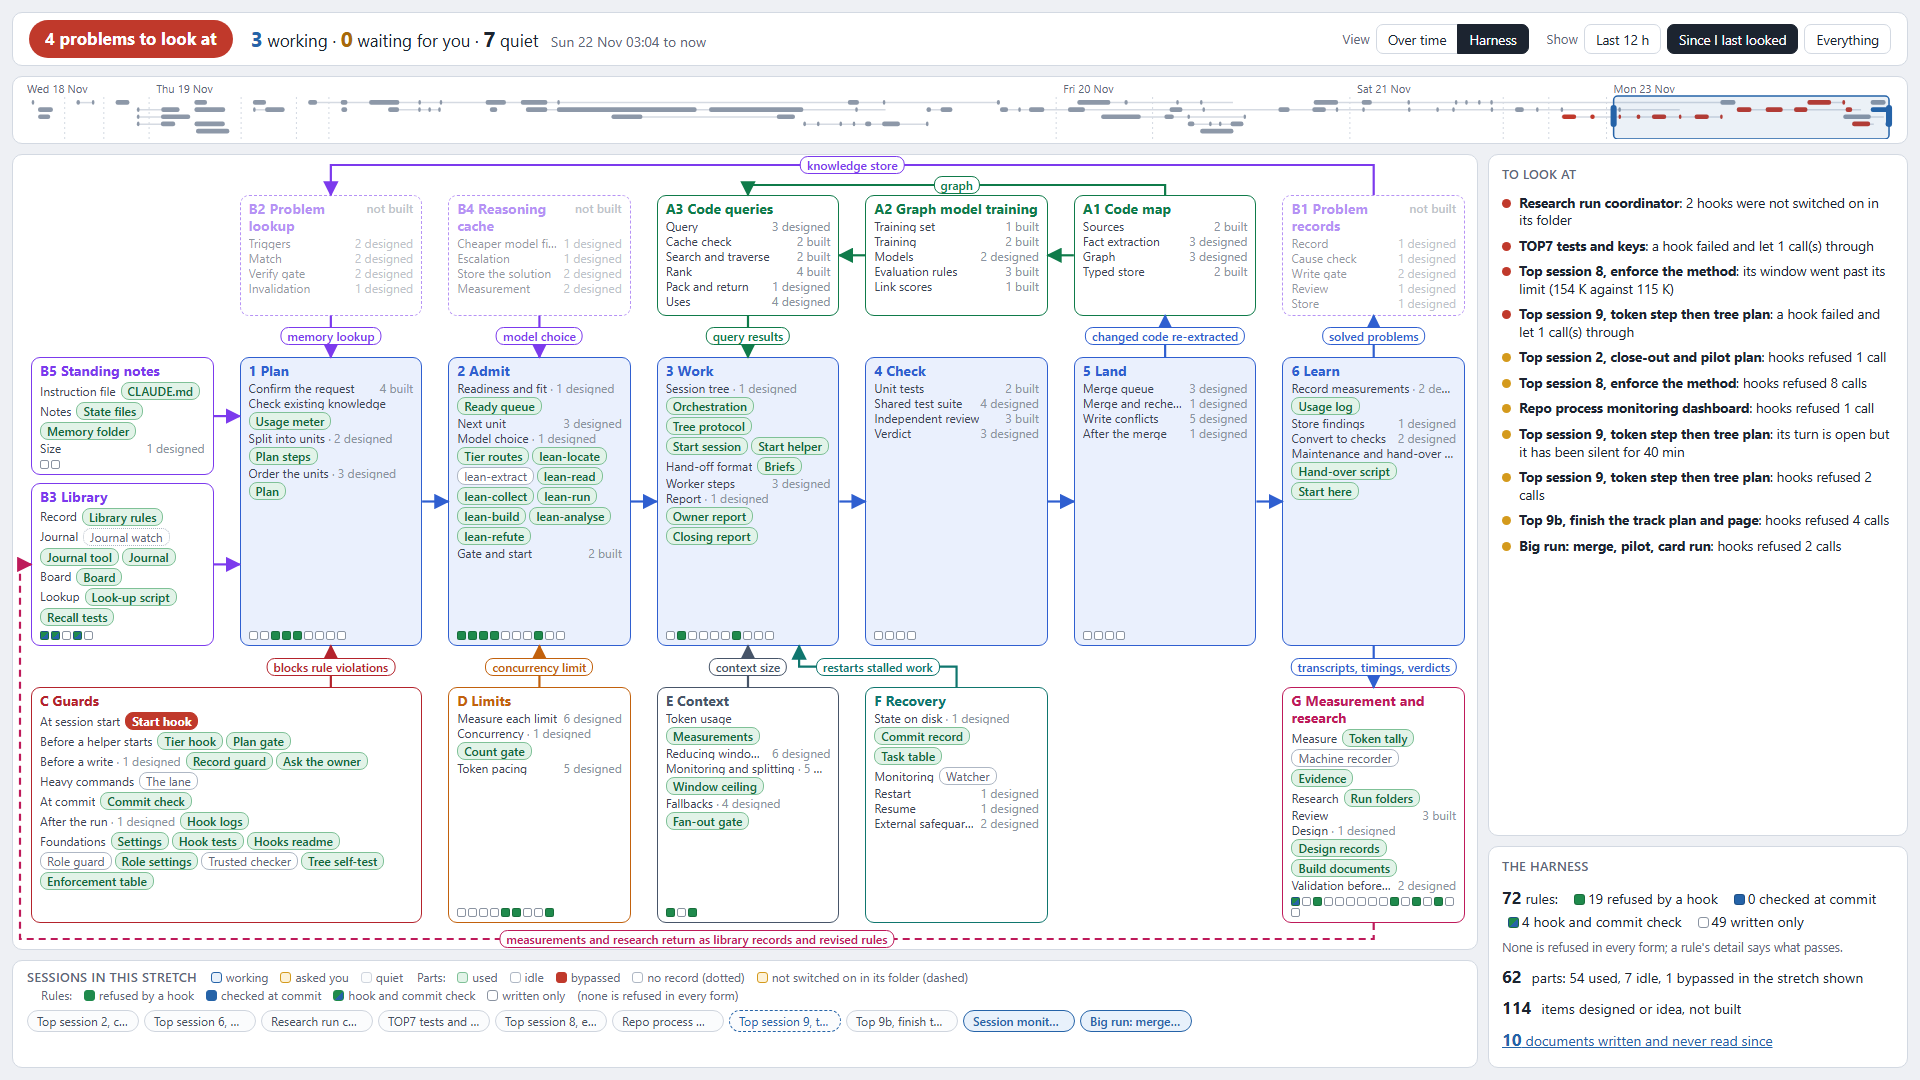 4 problems to look at
3 working · 0 waiting for you · 7 quiet Sun 22 Nov 03:04 to now
View Over time Harness Show Last 12 h Since I last looked Everything
Wed 18 Nov Thu 19 Nov Fri 20 Nov Sat 21 Nov Mon 23 Nov
knowledge store
graph
B2 Problem lookup not built
Triggers 2 designed
Match 2 designed
Verify gate 2 designed
Invalidation 1 designed
B4 Reasoning cache not built
Cheaper model fi... 1 designed
Escalation 1 designed
Store the solution 2 designed
Measurement 2 designed
A3 Code queries
Query 3 designed
Cache check 2 built
Search and traverse 2 built
Rank 4 built
Pack and return 1 designed
Uses 4 designed
A2 Graph model training
Training set 1 built
Training 2 built
Models 2 designed
Evaluation rules 3 built
Link scores 1 built
A1 Code map
Sources 2 built
Fact extraction 3 designed
Graph 3 designed
Typed store 2 built
B1 Problem records not built
Record 1 designed
Cause check 1 designed
Write gate 2 designed
Review 1 designed
Store 1 designed
memory lookup
model choice
query results
changed code re-extracted
solved problems
B5 Standing notes
Instruction file CLAUDE.md
Notes State files
Memory folder
Size 1 designed
B3 Library
Record Library rules
Journal Journal watch
Journal tool Journal
Board Board
Lookup Look-up script
Recall tests
1 Plan
Confirm the request 4 built
Check existing knowledge
Usage meter
Split into units · 2 designed
Plan steps
Order the units · 3 designed
Plan
2 Admit
Readiness and fit · 1 designed
Ready queue
Next unit 3 designed
Model choice · 1 designed
Tier routes lean-locate
lean-extract lean-read
lean-collect lean-run
lean-build lean-analyse
lean-refute
Gate and start 2 built
3 Work
Session tree · 1 designed
Orchestration
Tree protocol
Start session Start helper
Hand-off format Briefs
Worker steps 3 designed
Report · 1 designed
Owner report
Closing report
4 Check
Unit tests 2 built
Shared test suite 4 designed
Independent review 3 built
Verdict 3 designed
5 Land
Merge queue 3 designed
Merge and reche... 1 designed
Write conflicts 5 designed
After the merge 1 designed
6 Learn
Record measurements · 2 de...
Usage log
Store findings 1 designed
Convert to checks 2 designed
Maintenance and hand-over ...
Hand-over script
Start here
blocks rule violations
concurrency limit
context size
restarts stalled work
transcripts, timings, verdicts
C Guards
At session start Start hook
Before a helper starts Tier hook Plan gate
Before a write · 1 designed Record guard Ask the owner
Heavy commands The lane
At commit Commit check
After the run · 1 designed Hook logs
Foundations Settings Hook tests Hooks readme
Role guard Role settings Trusted checker Tree self-test
Enforcement table
D Limits
Measure each limit 6 designed
Concurrency · 1 designed
Count gate
Token pacing 5 designed
E Context
Token usage
Measurements
Reducing windo... 6 designed
Monitoring and splitting · 5 ...
Window ceiling
Fallbacks · 4 designed
Fan-out gate
F Recovery
State on disk · 1 designed
Commit record
Task table
Monitoring Watcher
Restart 1 designed
Resume 1 designed
External safeguar... 2 designed
G Measurement and research
Measure Token tally
Machine recorder
Evidence
Research Run folders
Review 3 built
Design · 1 designed
Design records
Build documents
Validation before... 2 designed
measurements and research return as library records and revised rules
SESSIONS IN THIS STRETCH working asked you quiet Parts: used idle bypassed no record (dotted) not switched on in its folder (dashed)
Rules: refused by a hook checked at commit hook and commit check written only (none is refused in every form)
Top session 2, c... Top session 6, ... Research run c... TOP7 tests and ... Top session 8, e... Repo process ... Top session 9, t... Top 9b, finish t... Session monit... Big run: merge...
TO LOOK AT
Research run coordinator: 2 hooks were not switched on in
its folder
TOP7 tests and keys: a hook failed and let 1 call(s) through
Top session 8, enforce the method: its window went past its
limit (154 K against 115 K)
Top session 9, token step then tree plan: a hook failed and
let 1 call(s) through
Top session 2, close-out and pilot plan: hooks refused 1 call
Top session 8, enforce the method: hooks refused 8 calls
Repo process monitoring dashboard: hooks refused 1 call
Top session 9, token step then tree plan: its turn is open but
it has been silent for 40 min
Top session 9, token step then tree plan: hooks refused 2
calls
Top 9b, finish the track plan and page: hooks refused 4 calls
Big run: merge, pilot, card run: hooks refused 2 calls
THE HARNESS
72 rules: 19 refused by a hook 0 checked at commit
4 hook and commit check 49 written only
None is refused in every form; a rule's detail says what passes.
62 parts: 54 used, 7 idle, 1 bypassed in the stretch shown
114 items designed or idea, not built
10 documents written and never read since